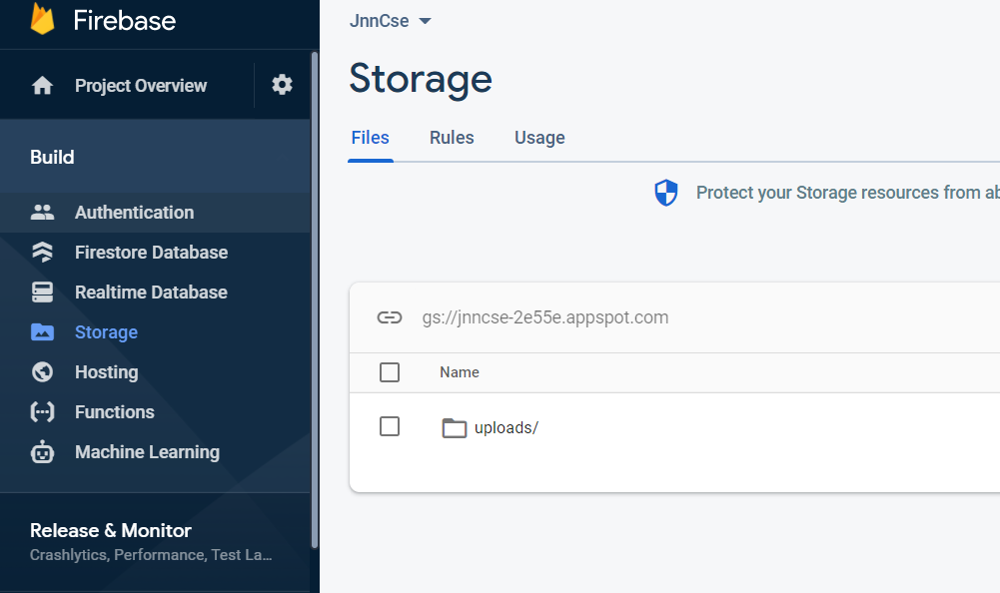 Firebase
Project Overview
Build
Authentication
Firestore Database
Realtime Database
Storage
Hosting
Functions
Machine Learning
Release & Monitor
Crashlytics, Performance, Test La...
JnnCse
Storage
Files Rules Usage
Protect your Storage resources from ab
gs://jnncse-2e55e.appspot.com
Name
uploads/